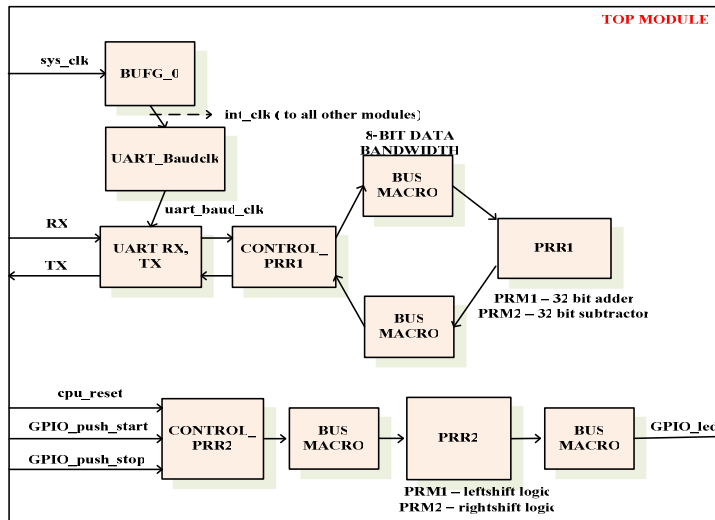 TOP MODULE
sys_clk
BUFG_0
int_clk ( to all other modules)
UART_Baudclk
8-BIT DATA
BANDWIDTH
BUS
MACRO
uart_baud_clk
RX
UART RX,
TX
TX
CONTROL_
PRR1
PRR1
PRM1 – 32 bit adder
PRM2 – 32 bit subtractor
BUS
MACRO
cpu_reset
GPIO_push_start
GPIO_push_stop
CONTROL_
PRR2
BUS
MACRO
PRR2
BUS
MACRO
GPIO_led
PRM1 – leftshift logic
PRM2 – rightshift logic